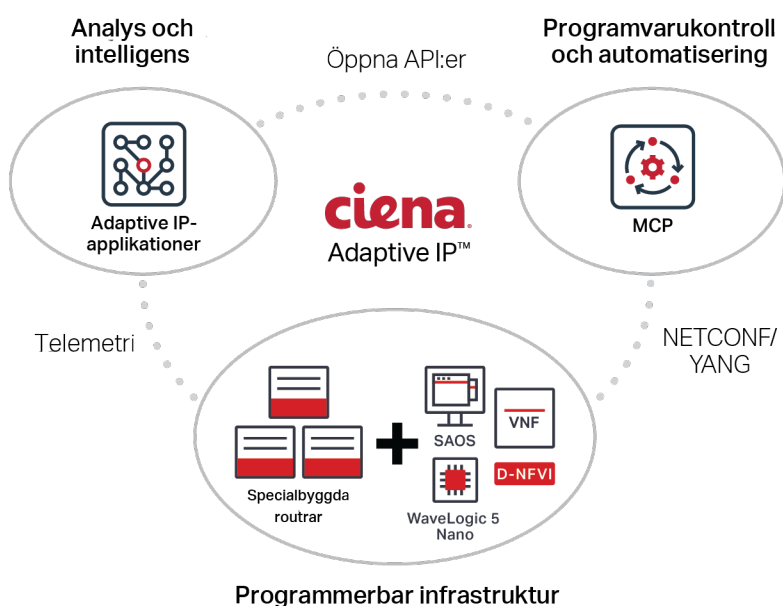 Analys och
intelligens
Öppna API:er
Programvarukontroll
och automatisering
Adaptive IP-
applikationer
ciena.
Adaptive IP™
MCP
Telemetri
NETCONF/
YANG
SAOS
VNF
D-NFVI
WaveLogic 5
Nano
Specialbyggda
routrar
Programmerbar infrastruktur